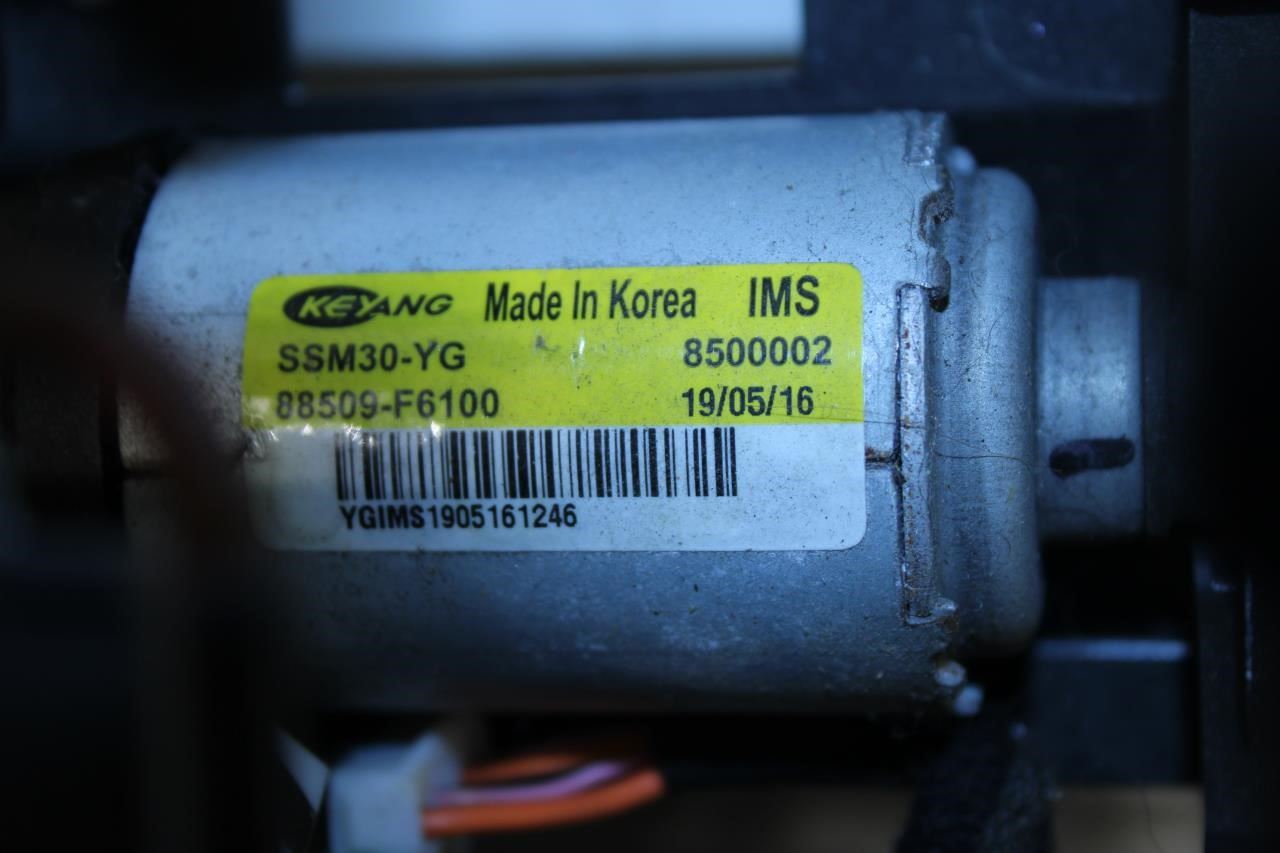 KEYANG Made In Korea IMS
SSM30-YG 8500002
88509-F6100 19/05/16
YGIMS1905161246